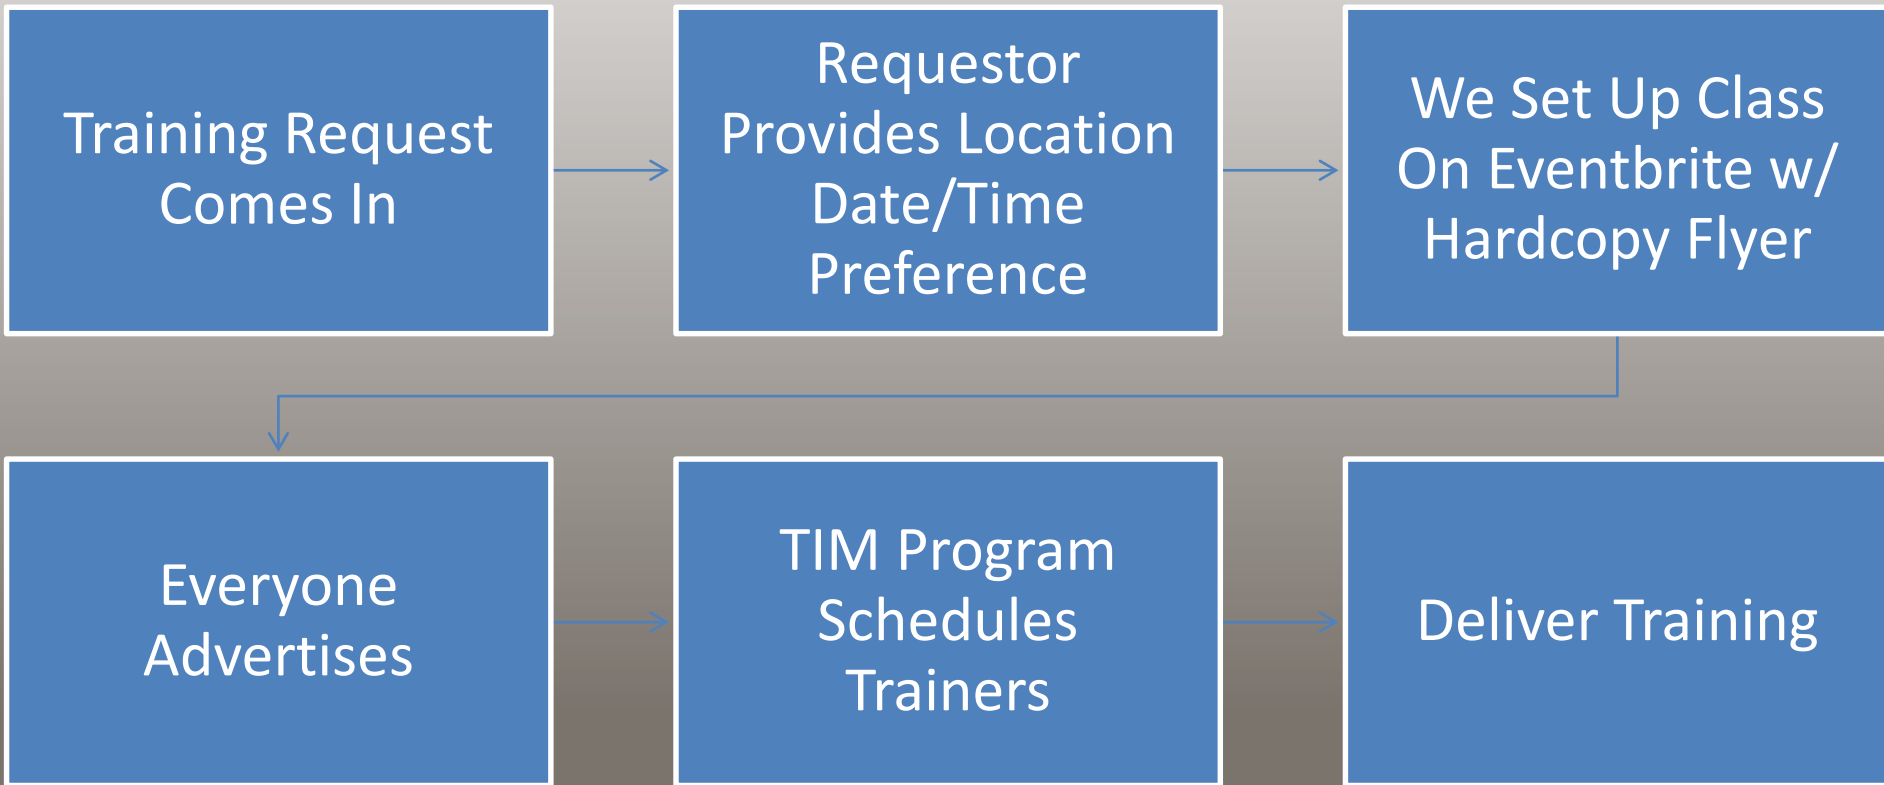 Training Request
Comes In
Requestor
Provides Location
Date/Time
Preference
We Set Up Class
On Eventbrite w/
Hardcopy Flyer
Everyone
Advertises
TIM Program
Schedules
Trainers
Deliver Training